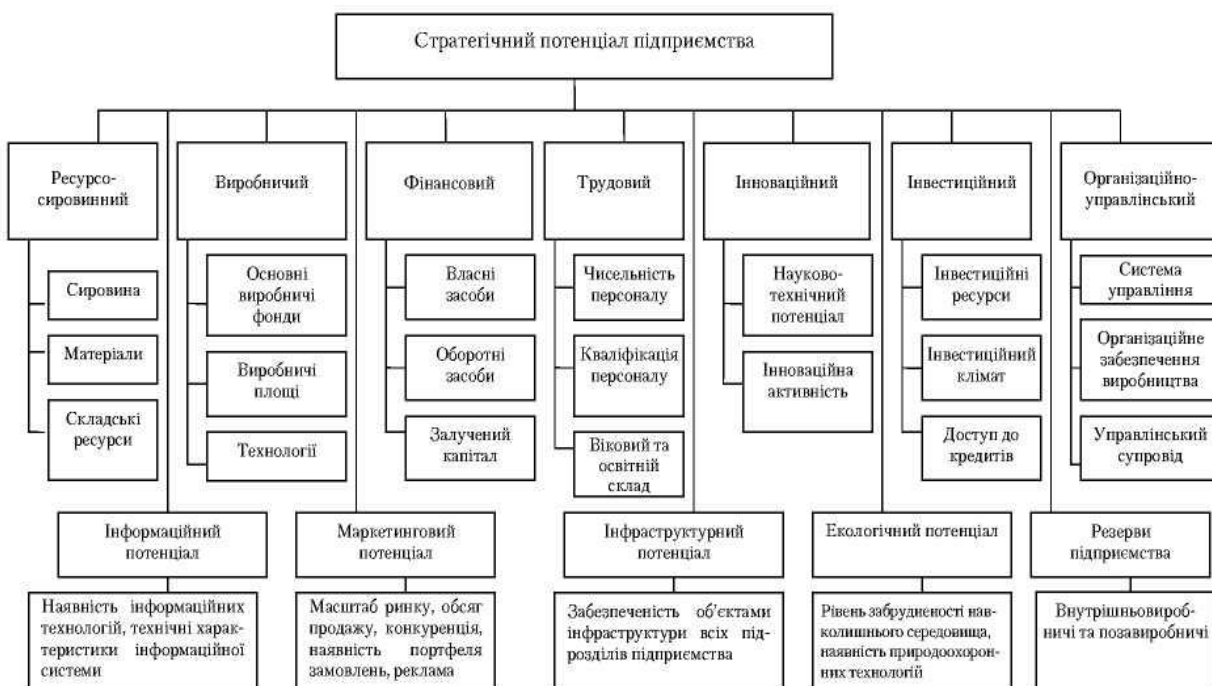 Стратегічний потенціал підприємства
Ресурсо-
сировинний
Виробничий
Фінансовий
Трудовий
Інноваційний
Інвестиційний
Організаційно-
управлінський
Сировина
Матеріали
Складські
ресурси
Основні
виробничі
фонди
Виробничі
площі
Технології
Власні
засоби
Оборотні
засоби
Залучений
капітал
Чисельність
персоналу
Кваліфікація
персоналу
Віковий та
освітній
склад
Науково-
технічний
потенціал
Інноваційна
активність
Інвестиційні
ресурси
Інвестиційний
клімат
Доступ до
кредитів
Система
управління
Організаційне
забезпечення
виробництва
Управлінський
супровід
Інформаційний
потенціал
Маркетинговий
потенціал
Інфраструктурний
потенціал
Екологічний потенціал
Резерви
підприємства
Наявність інформаційних
технологій, технічні харак-
теристики інформаційної
системи
Масштаб ринку, обсяг
продажу, конкуренція,
наявність портфеля
замовлень, реклама
Забезпеченість об’єктами
інфраструктури всіх під-
розділів підприємства
Рівень забрудненості нав-
колишнього середовища,
наявність природоохорон-
них технологій
Внутрішньовироб-
ничі та позавиробничі